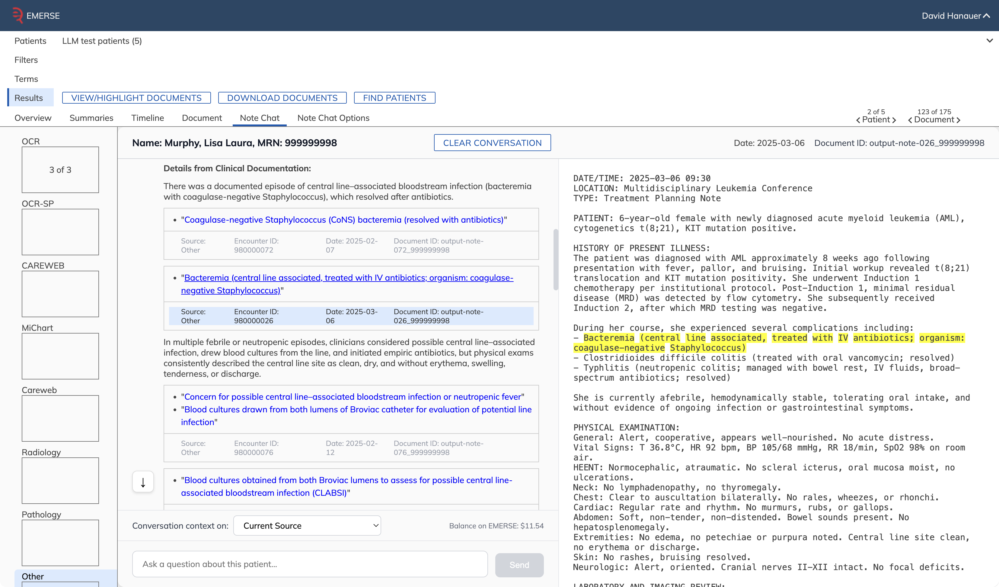 EMERSE
David Hanauer
Patients
LLM test patients (5)
Filters
Terms
Results
VIEW/HIGHLIGHT DOCUMENTS
DOWNLOAD DOCUMENTS
FIND PATIENTS
Overview
Summaries
Timeline
Document
Note Chat
Note Chat Options
2 of 5
Patient
123 of 175
Document
OCR
3 of 3
OCR-SP
CAREWEB
MiChart
Careweb
Radiology
Pathology
Other
Name: Murphy, Lisa Laura, MRN: 999999998
CLEAR CONVERSATION
Date: 2025-03-06
Document ID: output-note-026_999999998
Details from Clinical Documentation:
There was a documented episode of central line–associated bloodstream infection (bacteremia
with coagulase-negative Staphylococcus), which resolved after antibiotics.
• "Coagulase-negative Staphylococcus (CoNS) bacteremia (resolved with antibiotics)"
Source:
Other
Encounter ID:
980000072
Date: 2025-02-
07
Document ID: output-note-
072_999999998
• "Bacteremia (central line associated, treated with IV antibiotics; organism: coagulase-
negative Staphylococcus)"
Source:
Other
Encounter ID:
980000026
Date: 2025-03-
06
Document ID: output-note-
026_999999998
In multiple febrile or neutropenic episodes, clinicians considered possible central line–associated
infection, drew blood cultures from the line, and initiated empiric antibiotics, but physical exams
consistently described the central line site as clean, dry, and without erythema, swelling,
tenderness, or discharge.
• "Concern for possible central line–associated bloodstream infection or neutropenic fever"
• "Blood cultures drawn from both lumens of Broviac catheter for evaluation of potential line
infection"
Source:
Other
Encounter ID:
980000076
Date: 2025-02-
12
Document ID: output-note-
076_999999998
• "Blood cultures obtained from both Broviac lumens to assess for possible central line-
associated bloodstream infection (CLABSI)"
Conversation context on:
Current Source
Balance on EMERSE: $11.54
Ask a question about this patient...
Send
DATE/TIME: 2025-03-06 09:30
LOCATION: Multidisciplinary Leukemia Conference
TYPE: Treatment Planning Note
PATIENT: 6-year-old female with newly diagnosed acute myeloid leukemia (AML),
cytogenetics t(8;21), KIT mutation positive.
HISTORY OF PRESENT ILLNESS:
The patient was diagnosed with AML approximately 8 weeks ago following
presentation with fever, pallor, and bruising. Initial workup revealed t(8;21)
translocation and KIT mutation positivity. She underwent Induction 1
chemotherapy per institutional protocol. Post-Induction 1, minimal residual
disease (MRD) was detected by flow cytometry. She subsequently received
Induction 2, after which MRD testing was negative.
During her course, she experienced several complications including:
- Bacteremia (central line associated, treated with IV antibiotics; organism:
coagulase-negative Staphylococcus)
- Clostridioides difficile colitis (treated with oral vancomycin; resolved)
- Typhlitis (neutropenic colitis; managed with bowel rest, IV fluids, broad-
spectrum antibiotics; resolved)
She is currently afebrile, hemodynamically stable, tolerating oral intake, and
without evidence of ongoing infection or gastrointestinal symptoms.
PHYSICAL EXAMINATION:
General: Alert, cooperative, appears well-nourished. No acute distress.
Vital Signs: T 36.8°C, HR 92 bpm, BP 105/68 mmHg, RR 18/min, SpO2 98% on room
air.
HEENT: Normocephalic, atraumatic. No scleral icterus, oral mucosa moist, no
ulcerations.
Neck: No lymphadenopathy, no thyromegaly.
Chest: Clear to auscultation bilaterally. No rales, wheezes, or rhonchi.
Cardiac: Regular rate and rhythm. No murmurs, rubs, or gallops.
Abdomen: Soft, non-tender, non-distended. Bowel sounds present. No
hepatosplenomegaly.
Extremities: No edema, no petechiae or purpura noted. Central line site clean,
no erythema or discharge.
Skin: No rashes, bruising resolved.
Neurologic: Alert, oriented. Cranial nerves II-XII intact. No focal deficits.
LABORATORY AND IMAGING REVIEW: